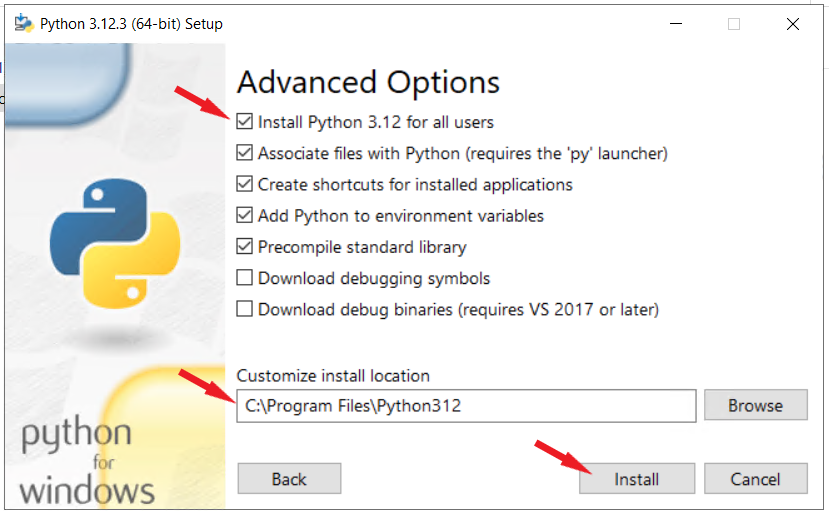 Python 3.12.3 (64-bit) Setup
Advanced Options
Install Python 3.12 for all users
Associate files with Python (requires the 'py' launcher)
Create shortcuts for installed applications
Add Python to environment variables
Precompile standard library
Download debugging symbols
Download debug binaries (requires VS 2017 or later)
Customize install location
C:\Program Files\Python312
Browse
python
for
windows
Back
Install
Cancel